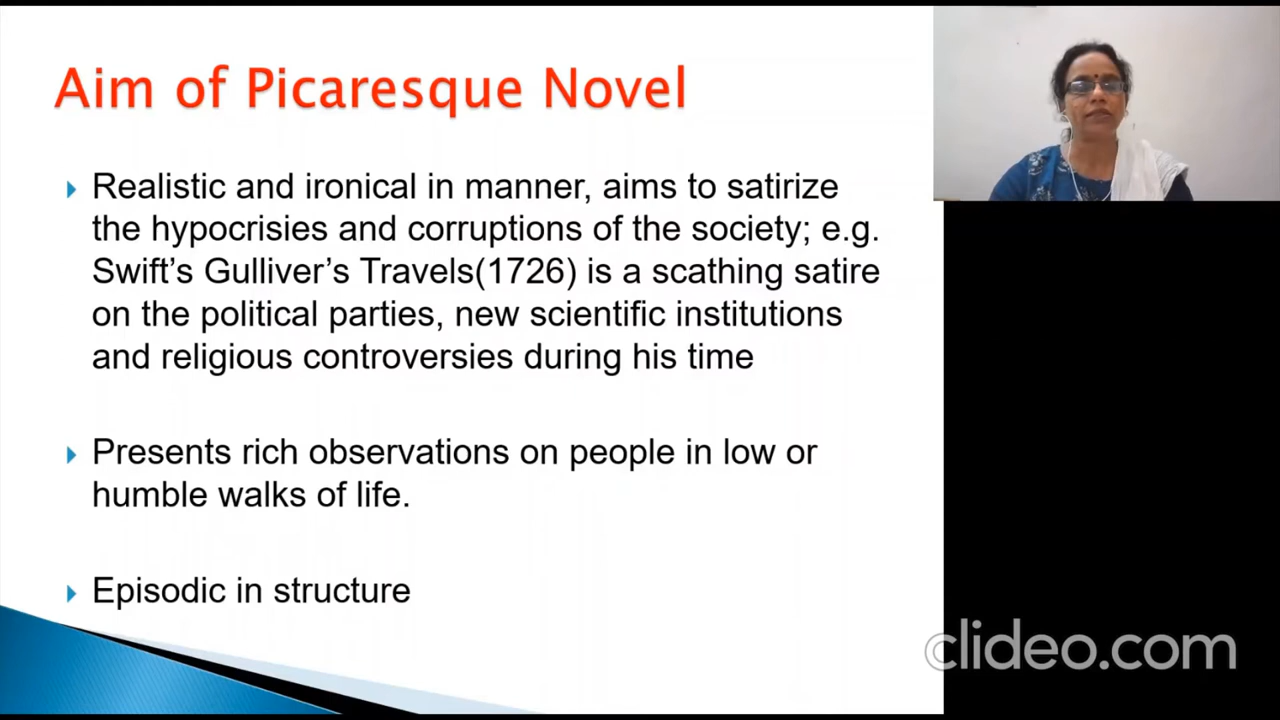 Aim of Picaresque Novel
Realistic and ironical in manner, aims to satirize
the hypocrisies and corruptions of the society; e.g.
Swift’s Gulliver’s Travels(1726) is a scathing satire
on the political parties, new scientific institutions
and religious controversies during his time
Presents rich observations on people in low or
humble walks of life.
Episodic in structure
clideo.com